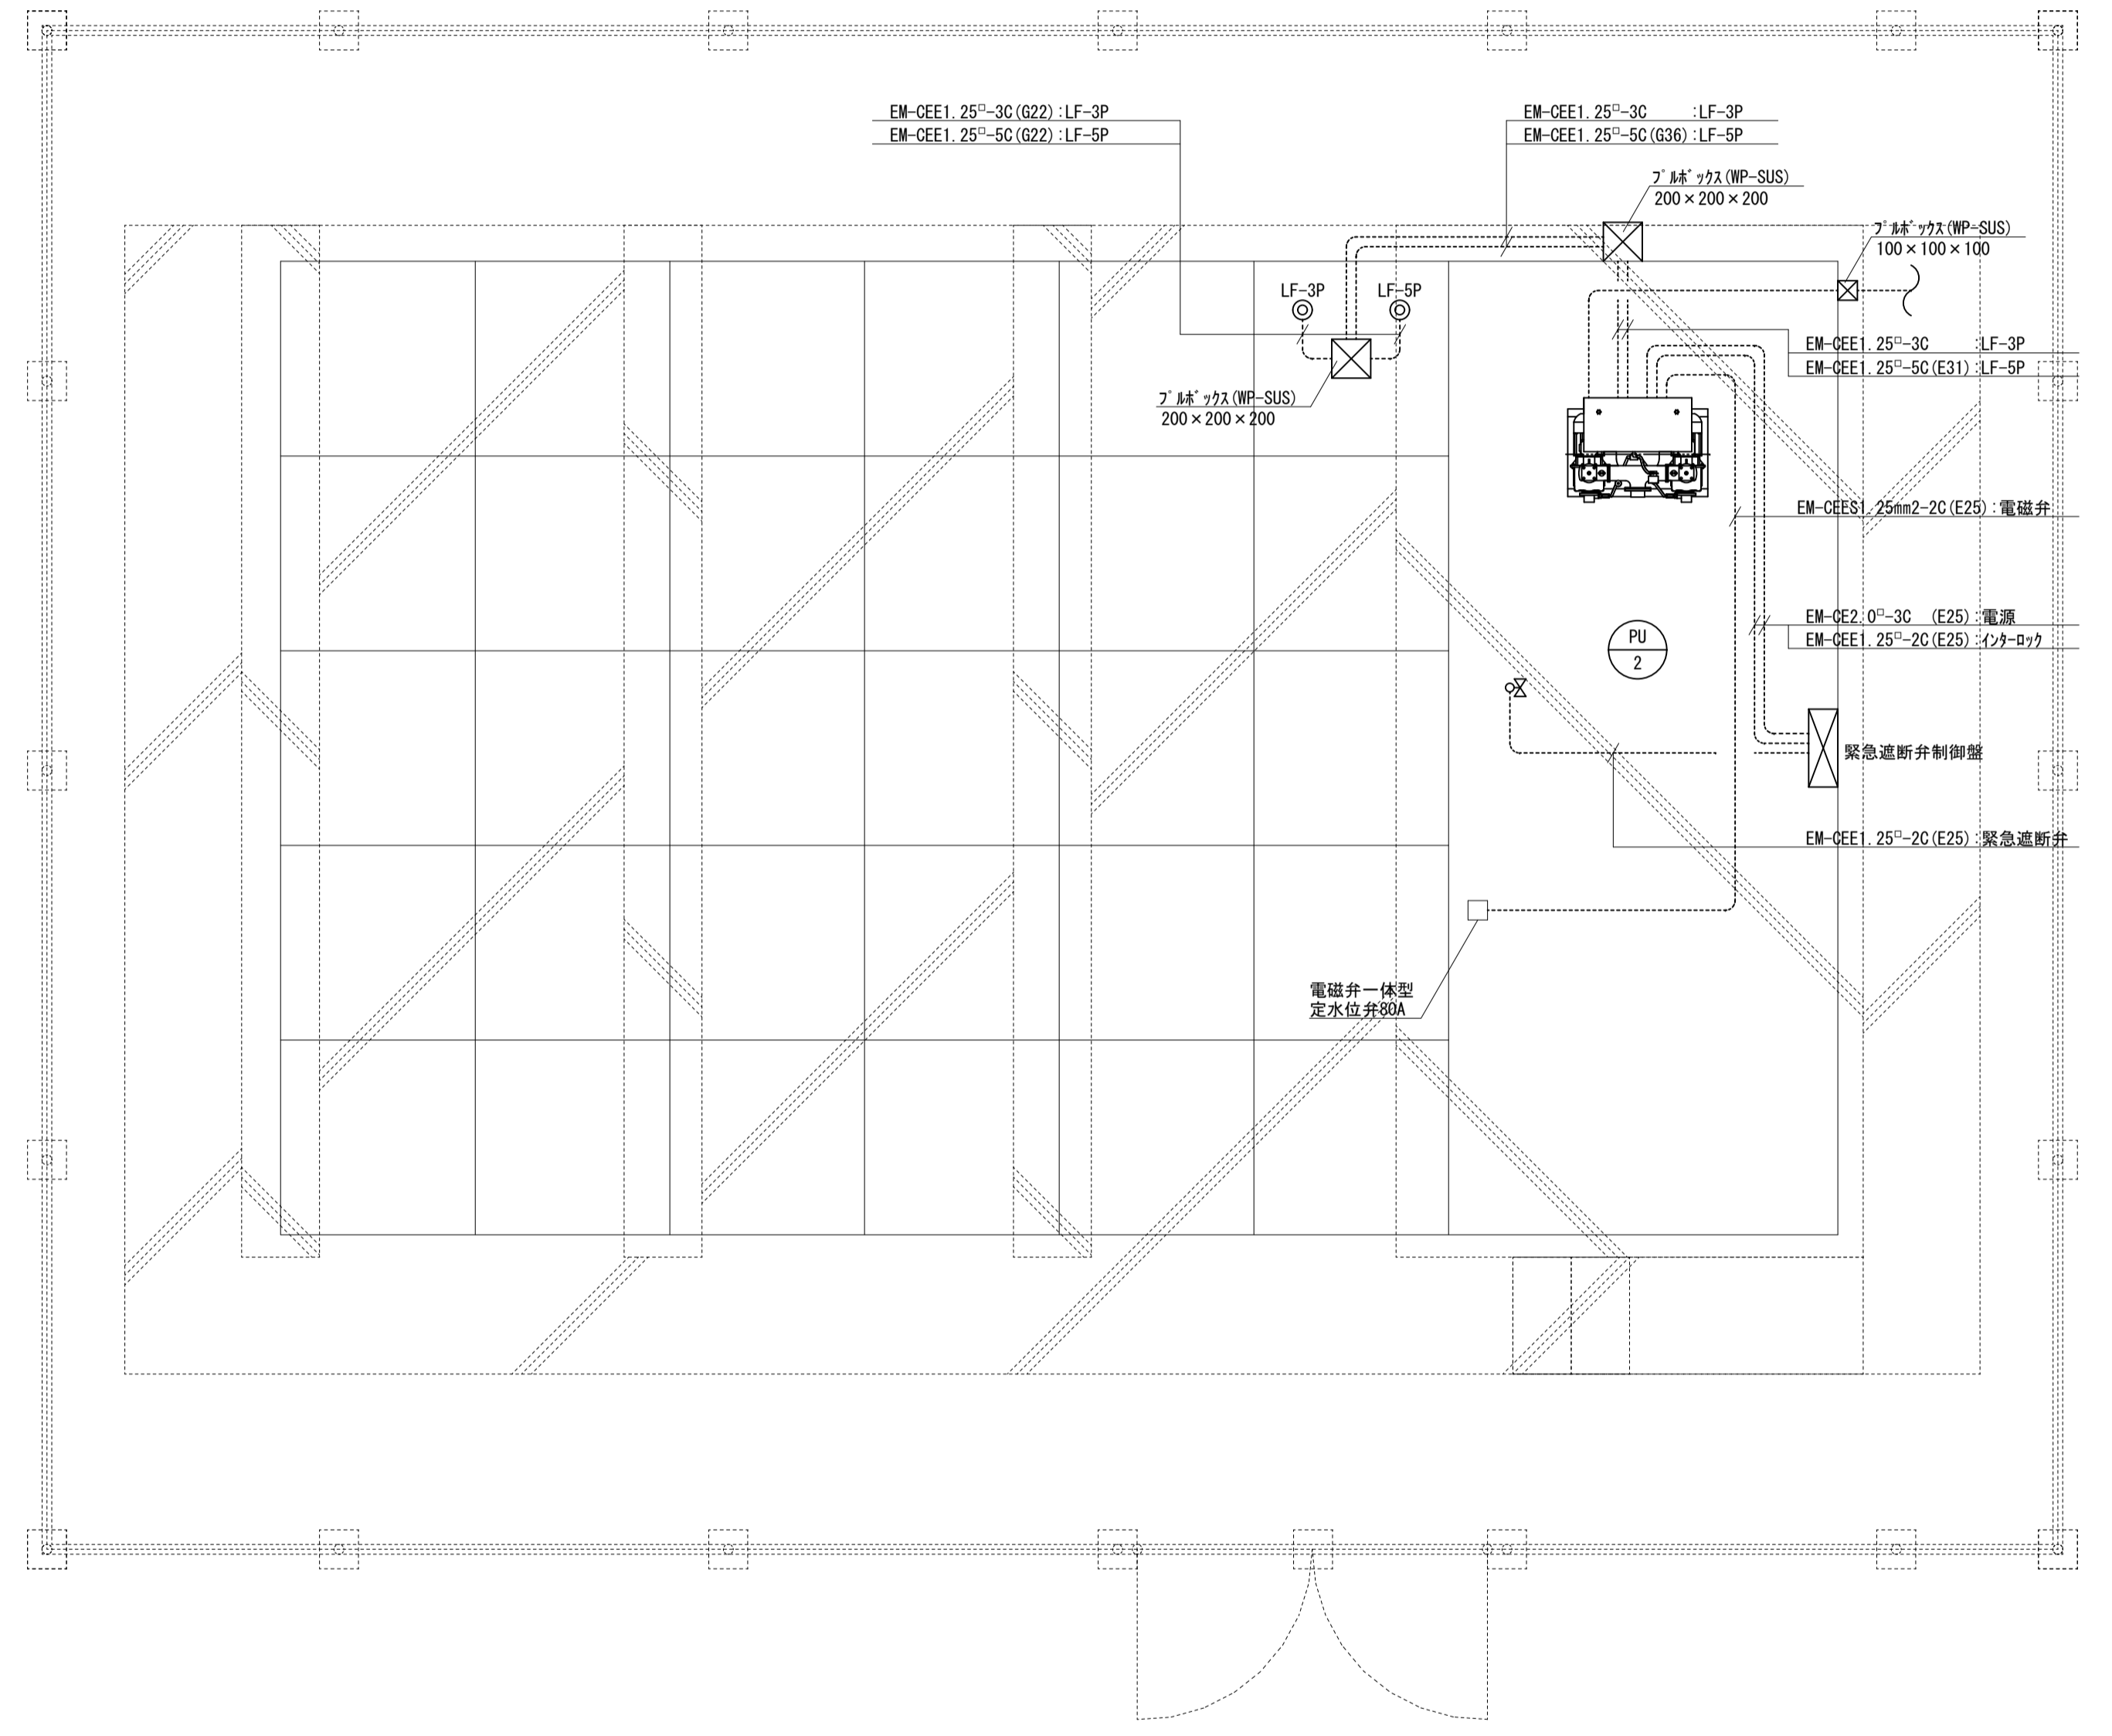 EM-CEE1.25□-3C(G22):LF-3P
EM-CEE1.25□-5C(G22):LF-5P
EM-CEE1.25□-3C      :LF-3P
EM-CEE1.25□-5C(G36):LF-5P
プルボックス(WP-SUS)
200×200×200
プルボックス(WP-SUS)
100×100×100
LF-3P
LF-5P
EM-CEE1.25□-3C      :LF-3P
EM-CEE1.25□-5C(E31):LF-5P
プルボックス(WP-SUS)
200×200×200
EM-CEES1.25mm2-2C(E25):電磁弁
EM-CE2.0□-3C  (E25):電源
EM-CEE1.25□-2C(E25):インターロック
PU
2
緊急遮断弁制御盤
EM-CEE1.25□-2C(E25):緊急遮断弁
電磁弁一体型
定水位弁80A